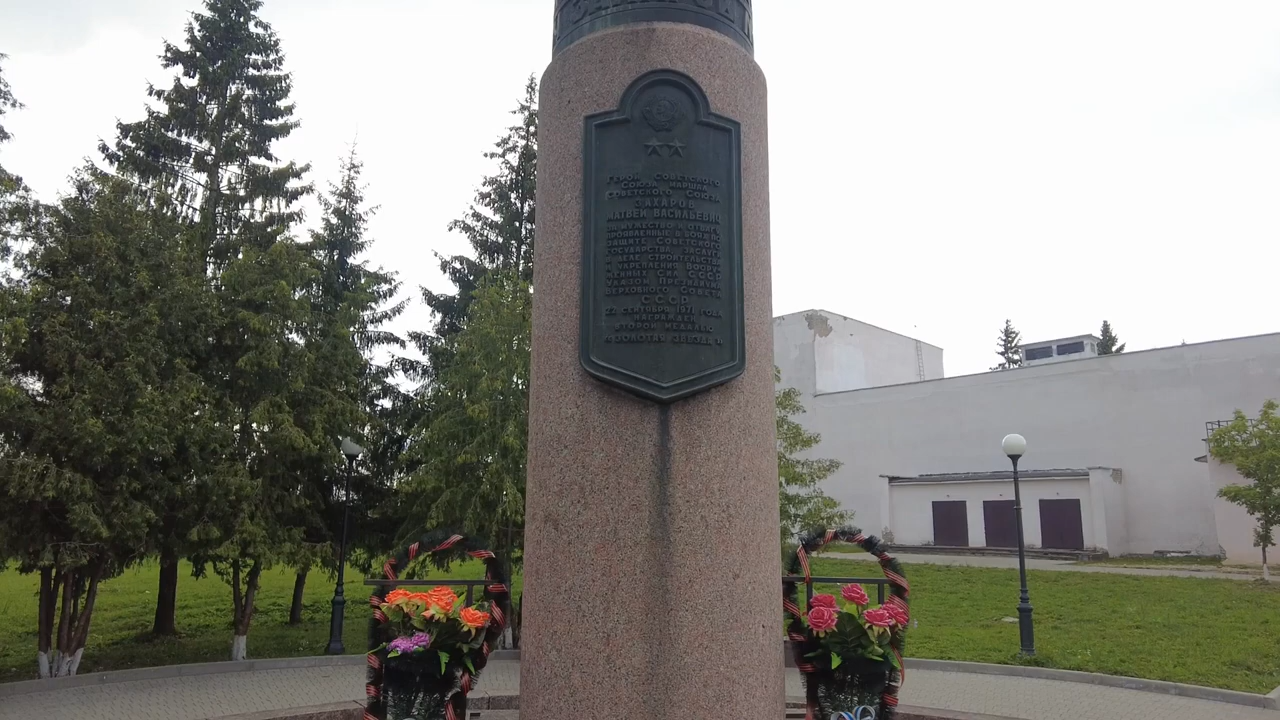 ГЕРОЙ СОВЕТСКОГО
СОЮЗА МАРШАЛ
СОВЕТСКОГО СОЮЗА
ЗАХАРОВ
МАТВЕЙ ВАСИЛЬЕВИЧ
ЗА МУЖЕСТВО И ОТВАГУ
ПРОЯВЛЕННЫЕ В БОЯХ ПО
ЗАЩИТЕ СОВЕТСКОГО
ГОСУДАРСТВА, ЗАСЛУГИ
В ДЕЛЕ СТРОИТЕЛЬСТВА
И УКРЕПЛЕНИЯ ВООРУ-
ЖЕННЫХ СИЛ СССР
УКАЗОМ ПРЕЗИДИУМА
ВЕРХОВНОГО СОВЕТА
СССР
22 СЕНТЯБРЯ 1971 ГОДА
НАГРАЖДЕН
ВТОРОЙ МЕДАЛЬЮ
«ЗОЛОТАЯ ЗВЕЗДА»